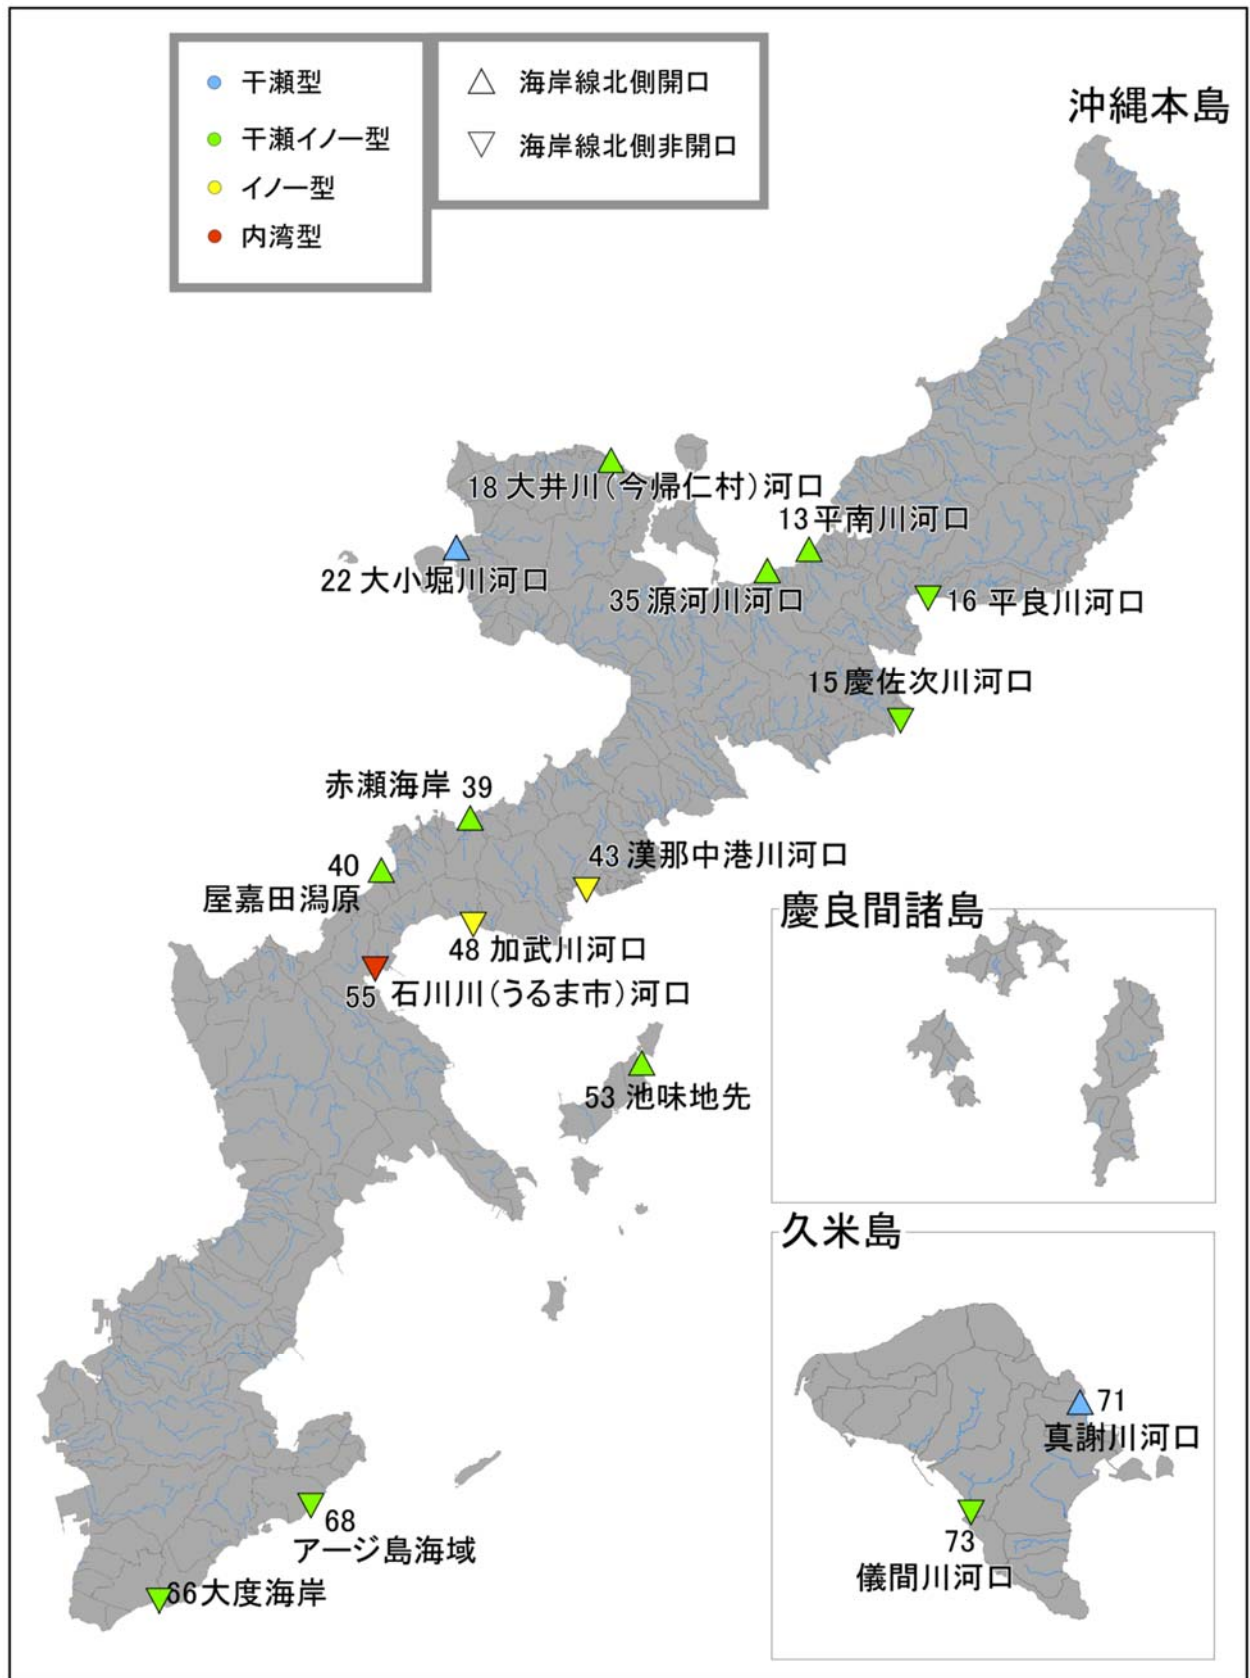 干瀬型
干瀬イノー型
イノー型
内湾型
海岸線北側開口
海岸線北側非開口
沖縄本島
18 大井川(今帰仁村)河口
13 平南川河口
22 大小堀川河口
35 源河川河口
16 平良川河口
15 慶佐次川河口
赤瀬海岸 39
40
屋嘉田潟原
43 漢那中港川河口
48 加武川河口
55 石川川(うるま市)河口
53 池味地先
慶良間諸島
久米島
71
真謝川河口
73
儀間川河口
68
アージ島海域
66 大度海岸